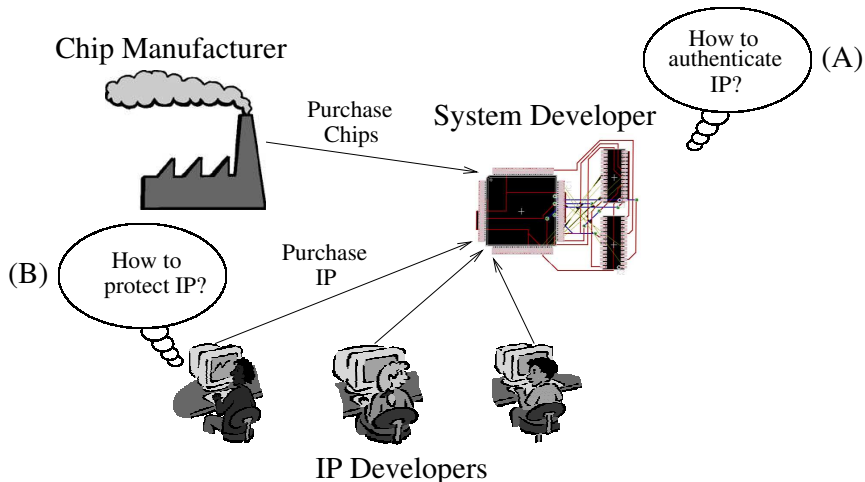 Chip Manufacturer
How to
authenticate
IP?
(A)
Purchase
Chips
System Developer
(B)
How to
protect IP?
Purchase
IP
IP Developers